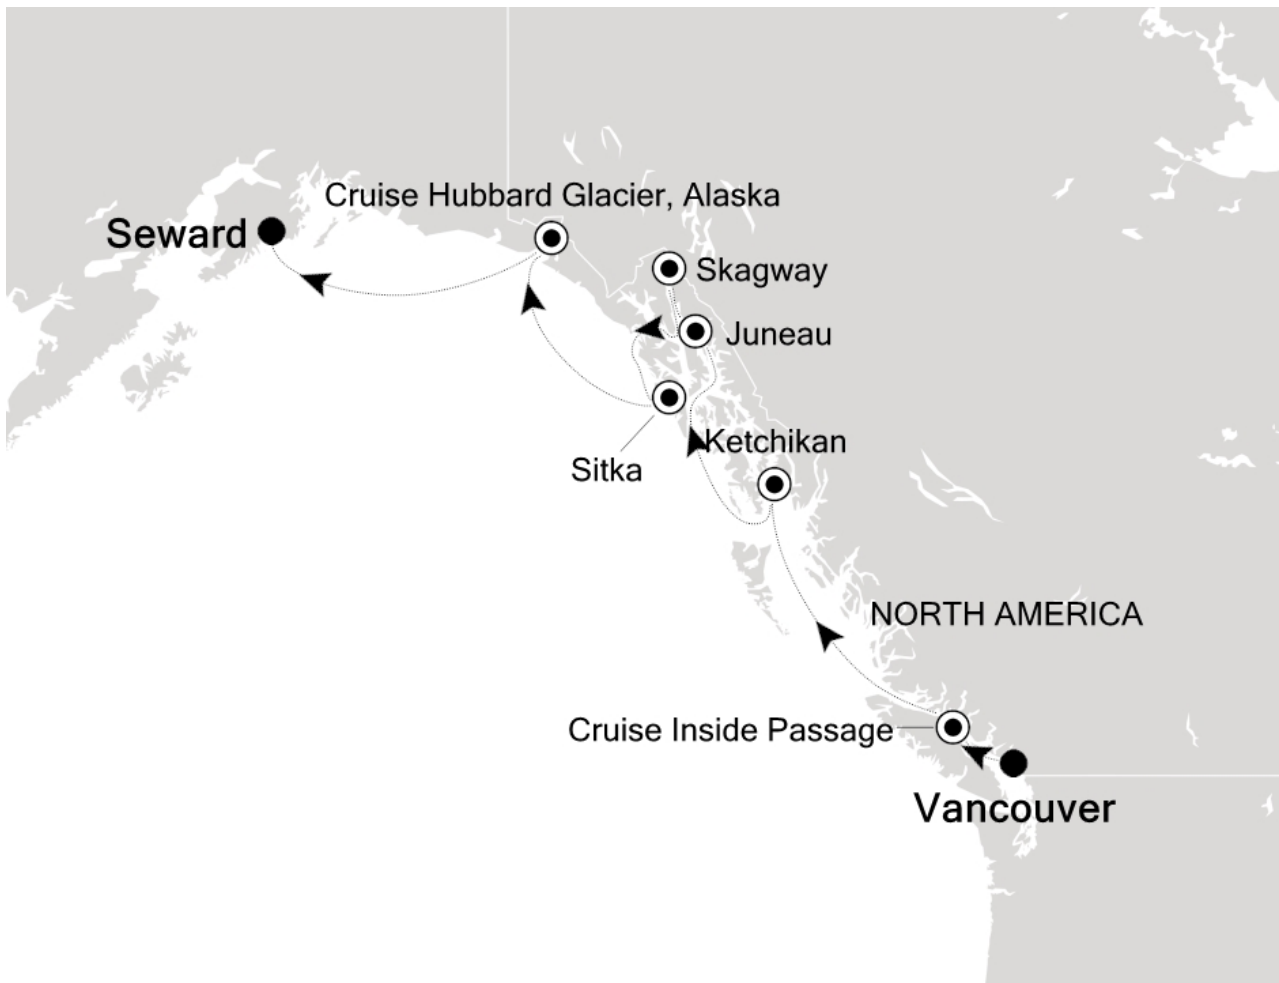 Cruise Hubbard Glacier, Alaska
Seward
Skagway
Juneau
Ketchikan
Sitka
NORTH AMERICA
Cruise Inside Passage
Vancouver